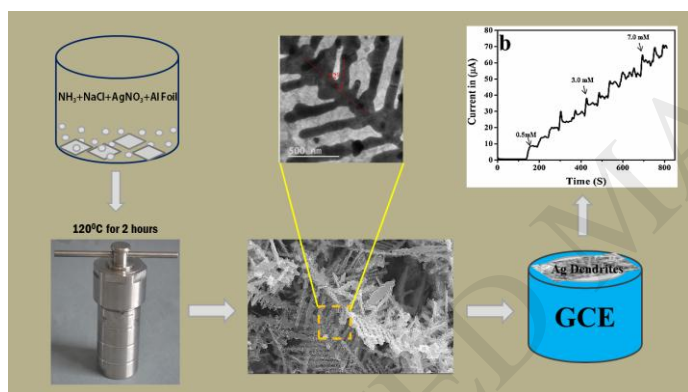 NH3+NaCl+AgNO3+Al Foil
120⁰C for 2 hours
500 nm
b
Current in (μA)
70
60
50
40
30
20
10
0
0.5mM
3.0 mM
7.0 mM
0
200
400
600
800
Time (S)
Ag Dendrites
GCE